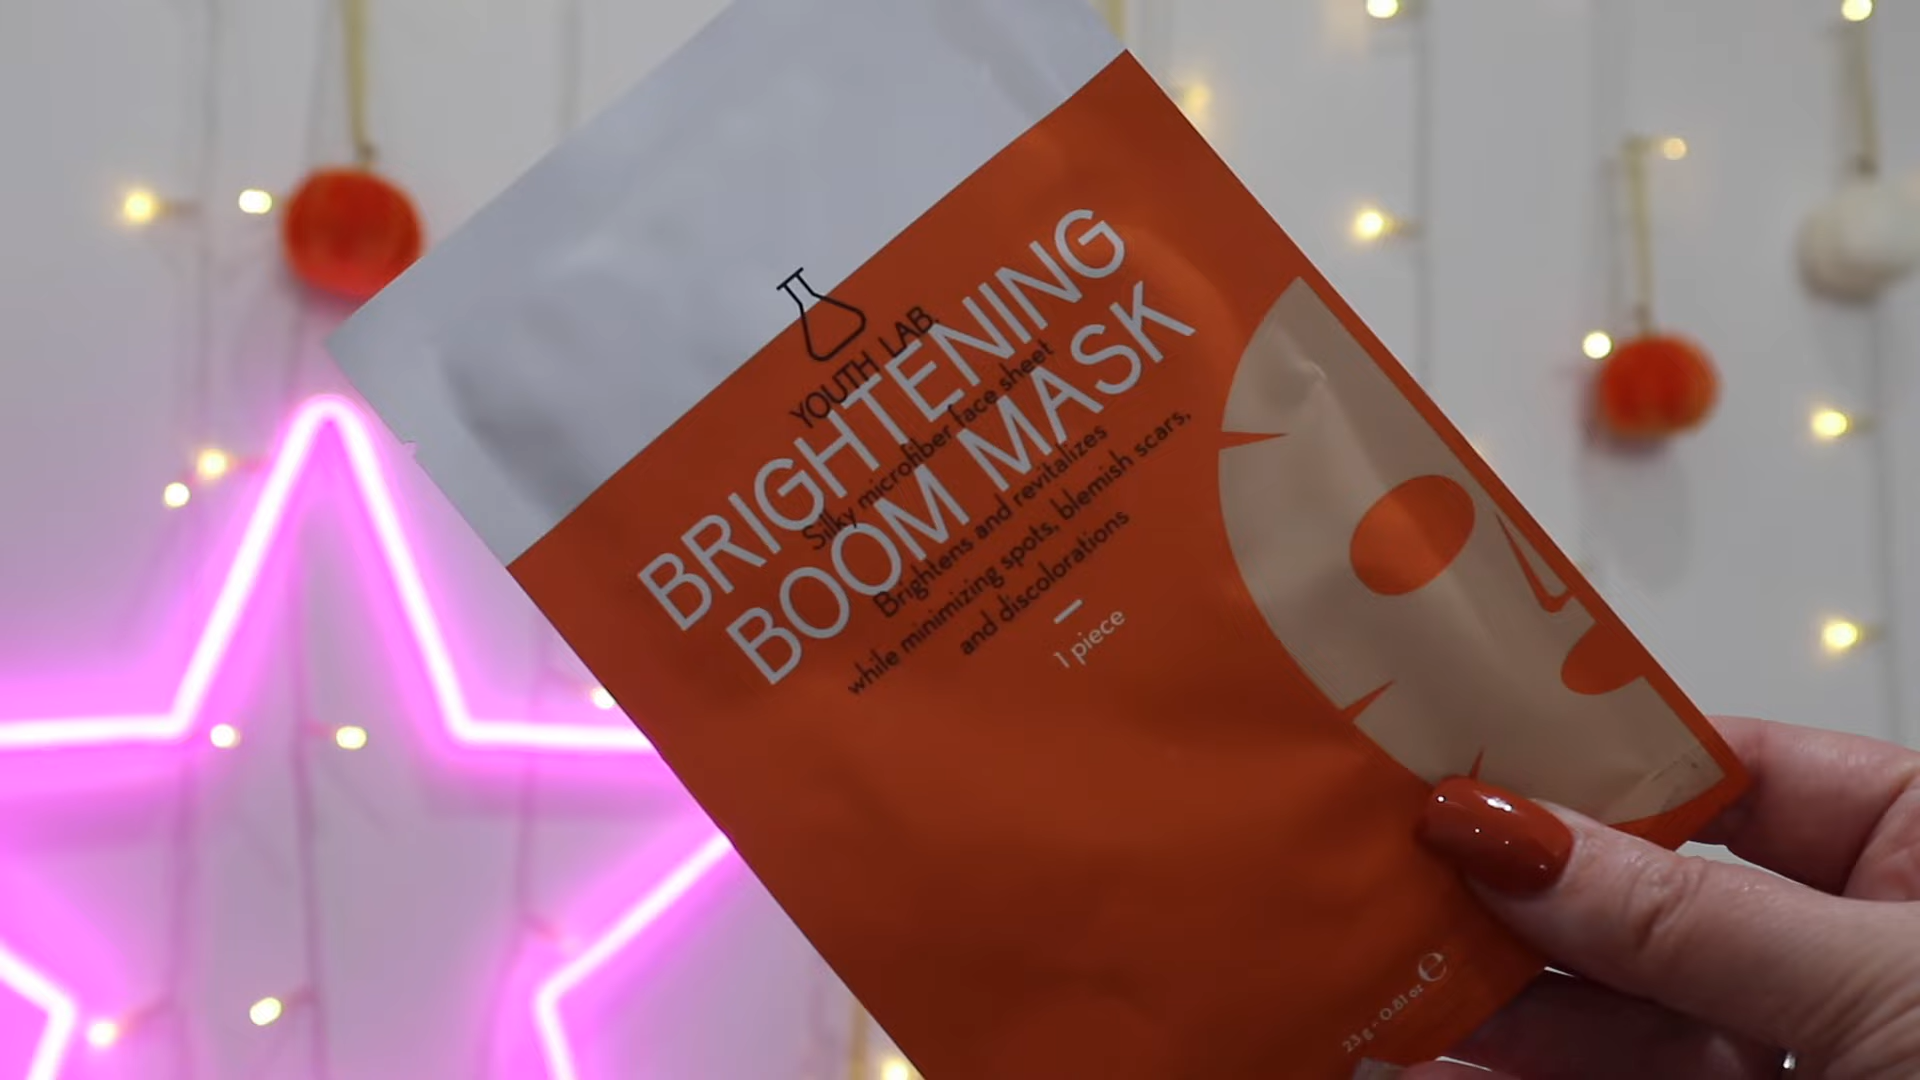 YOUTH LAB.
BRIGHTENING
BOOM MASK
Silky microfiber face sheet
Brightens and revitalizes
while minimizing spots, blemish scars,
and discolorations
1 piece
23 g - 0.81 oz ℮